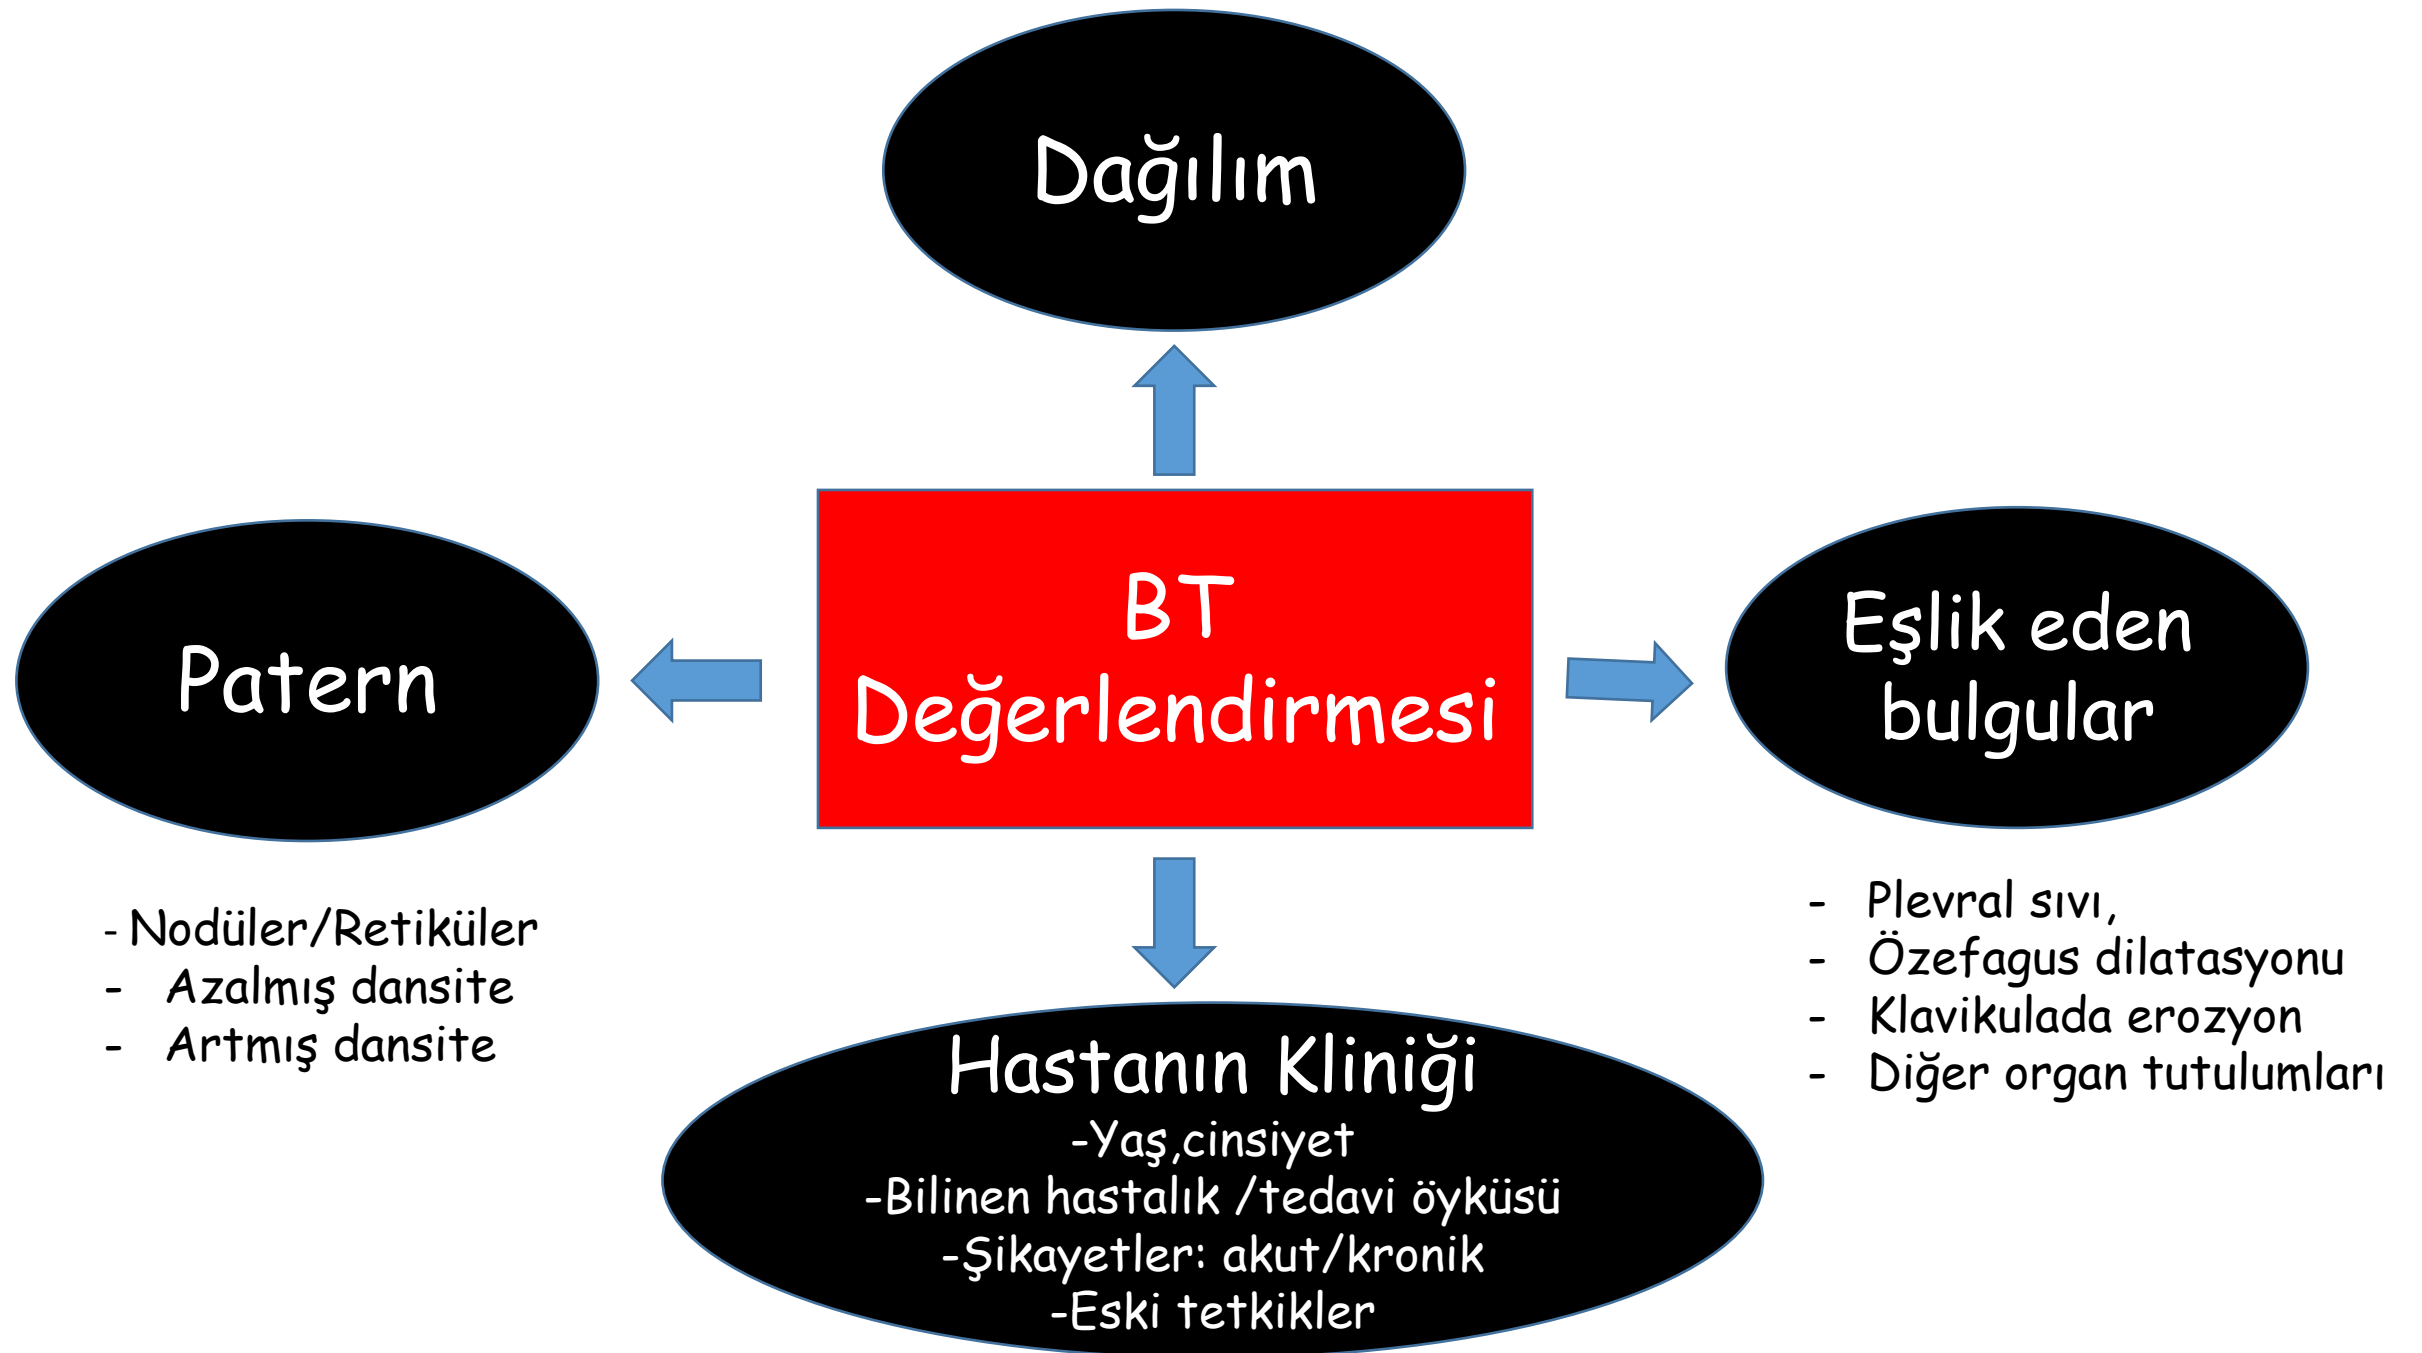 Dağılım
BT
Değerlendirmesi
Patern
- Nodüler/Retiküler
- Azalmış dansite
- Artmış dansite
Eşlik eden
bulgular
- Plevral sıvı,
- Özefagus dilatasyonu
- Klavikulada erozyon
- Diğer organ tutulumları
Hastanın Kliniği
-Yaş,cinsiyet
-Bilinen hastalık /tedavi öyküsü
-Şikayetler: akut/kronik
-Eski tetkikler